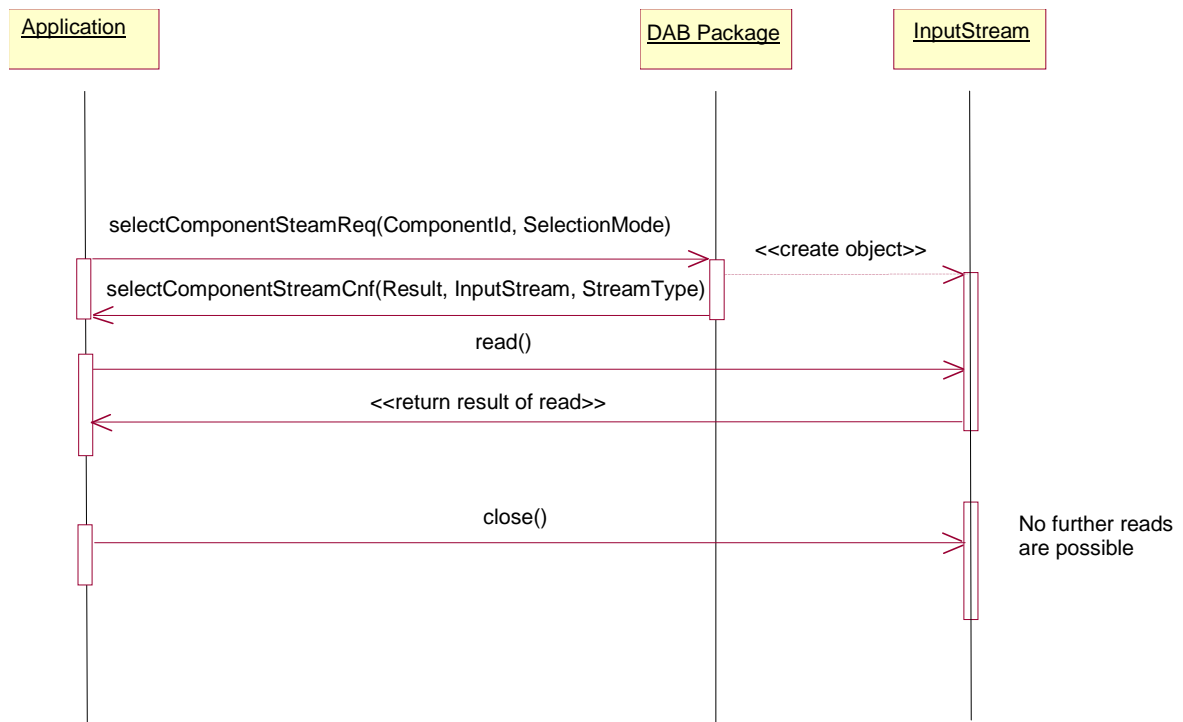 Application
DAB Package
InputStream
selectComponentSteamReq(ComponentId, SelectionMode)
<<create object>>
selectComponentStreamCnf(Result, InputStream, StreamType)
read()
<<return result of read>>
close()
No further reads
are possible